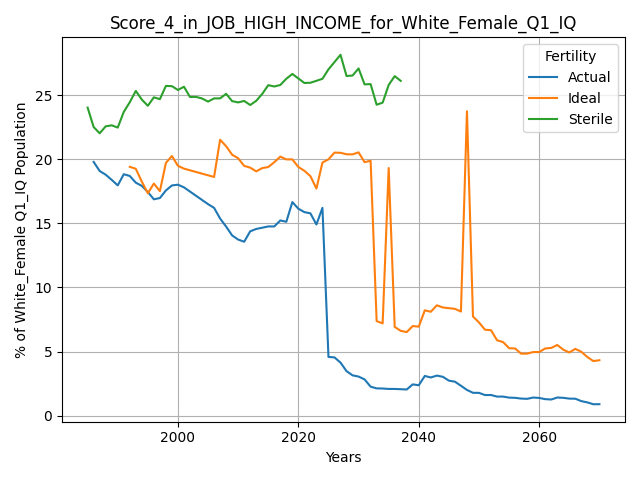 Score_4_in_JOB_HIGH_INCOME_for_White_Female_Q1_IQ
% of White_Female Q1_IQ Population
25
20
15
10
5
0
2000
2020
2040
2060
Years
Fertility
Actual
Ideal
Sterile